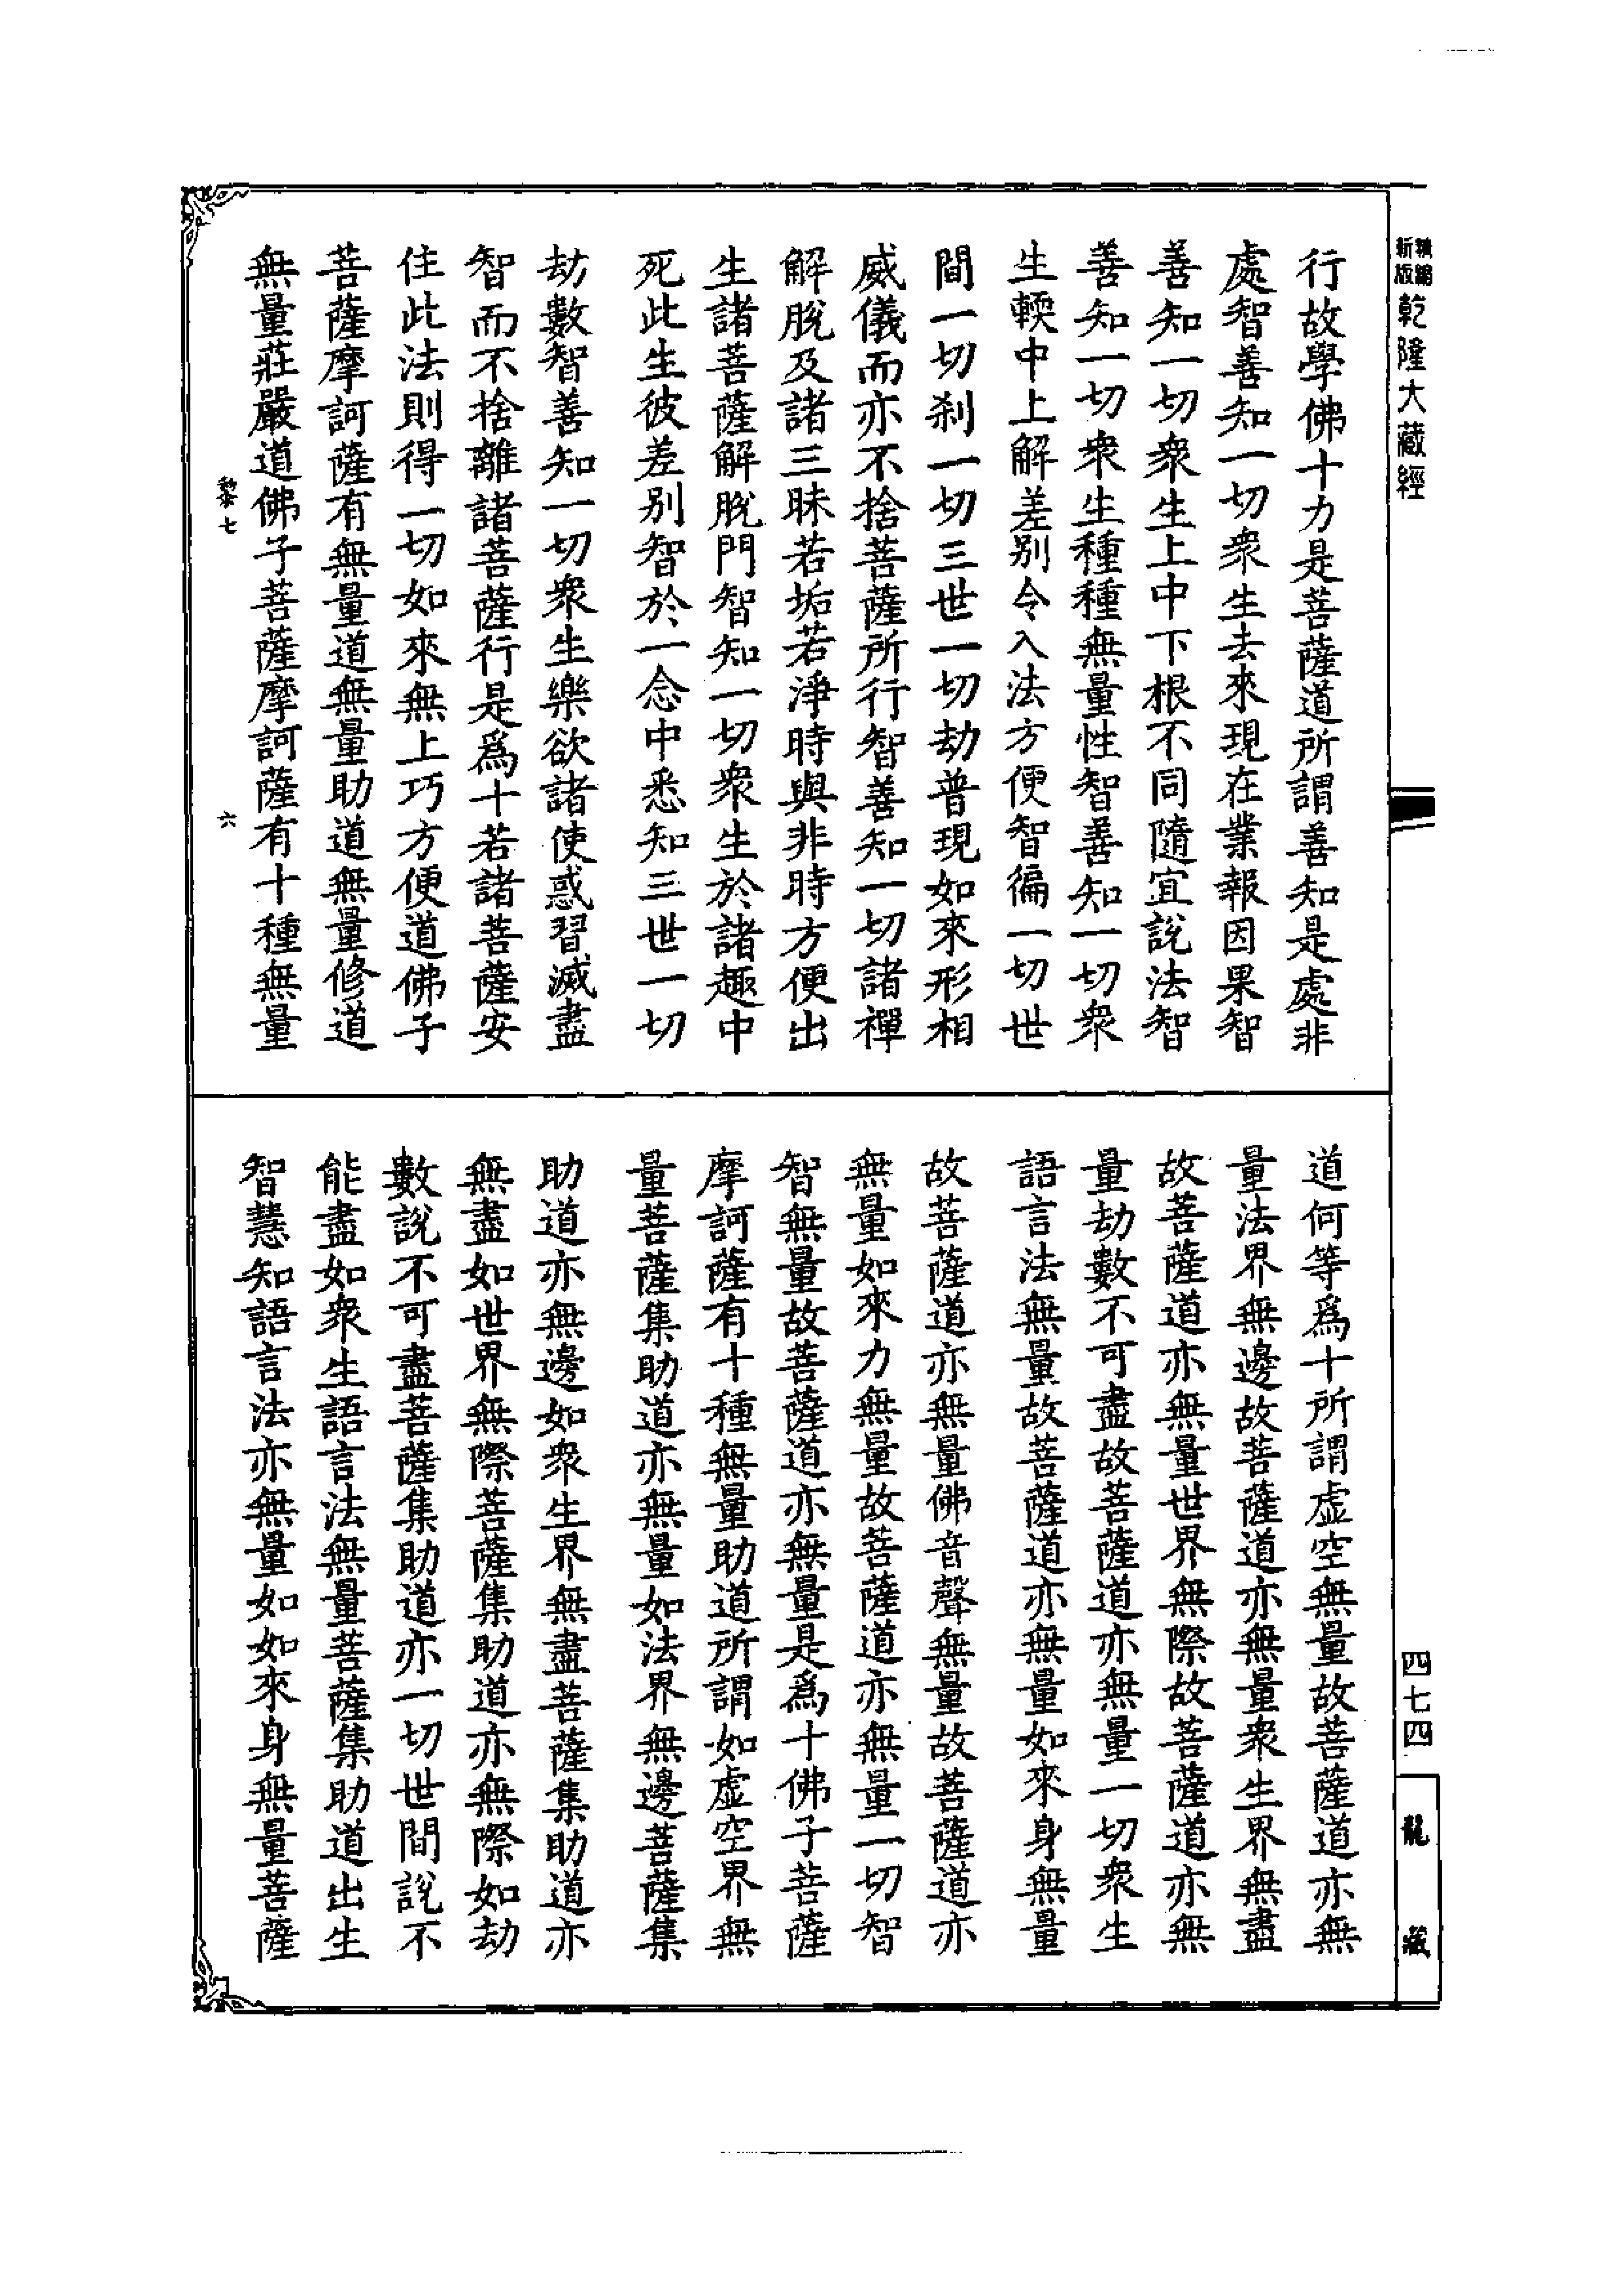 精編
新版
乾隆大藏經
行故學佛十力是菩薩道所謂善知是處非
處智善知一切衆生去來現在業報因果智
善知一切衆生上中下根不同隨宜説法智
善知一切衆生種種無量性智善知一切衆
生輭中上解差别令入法方便智徧一切世
間一切刹一切三世一切劫普現如來形相
威儀而亦不捨菩薩所行智善知一切諸禪
解脱及諸三昧若垢若淨時與非時方便出
生諸菩薩解脱門智知一切衆生於諸趣中
死此生彼差别智於一念中悉知三世一切
劫數智善知一切衆生樂欲諸使惑習滅盡
智而不捨離諸菩薩行是爲十若諸菩薩安
住此法則得一切如來無上巧方便道佛子
菩薩摩訶薩有無量道無量助道無量修道
無量莊嚴道佛子菩薩摩訶薩有十種無量
道何等爲十所謂虚空無量故菩薩道亦無
量法界無邊故菩薩道亦無量衆生界無盡
故菩薩道亦無量世界無際故菩薩道亦無
量劫數不可盡故菩薩道亦無量一切衆生
語言法無量故菩薩道亦無量如來身無量
故菩薩道亦無量佛音聲無量故菩薩道亦
無量如來力無量故菩薩道亦無量一切智
智無量故菩薩道亦無量是爲十佛子菩薩
摩訶薩有十種無量助道所謂如虚空界無
量菩薩集助道亦無量如法界無邊菩薩集
助道亦無邊如衆生界無盡菩薩集助道亦
無盡如世界無際菩薩集助道亦無際如劫
數説不可盡菩薩集助道亦一切世間説不
能盡如衆生語言法無量菩薩集助道出生
智慧知語言法亦無量如如來身無量菩薩
黎七
六
四七四
龍藏